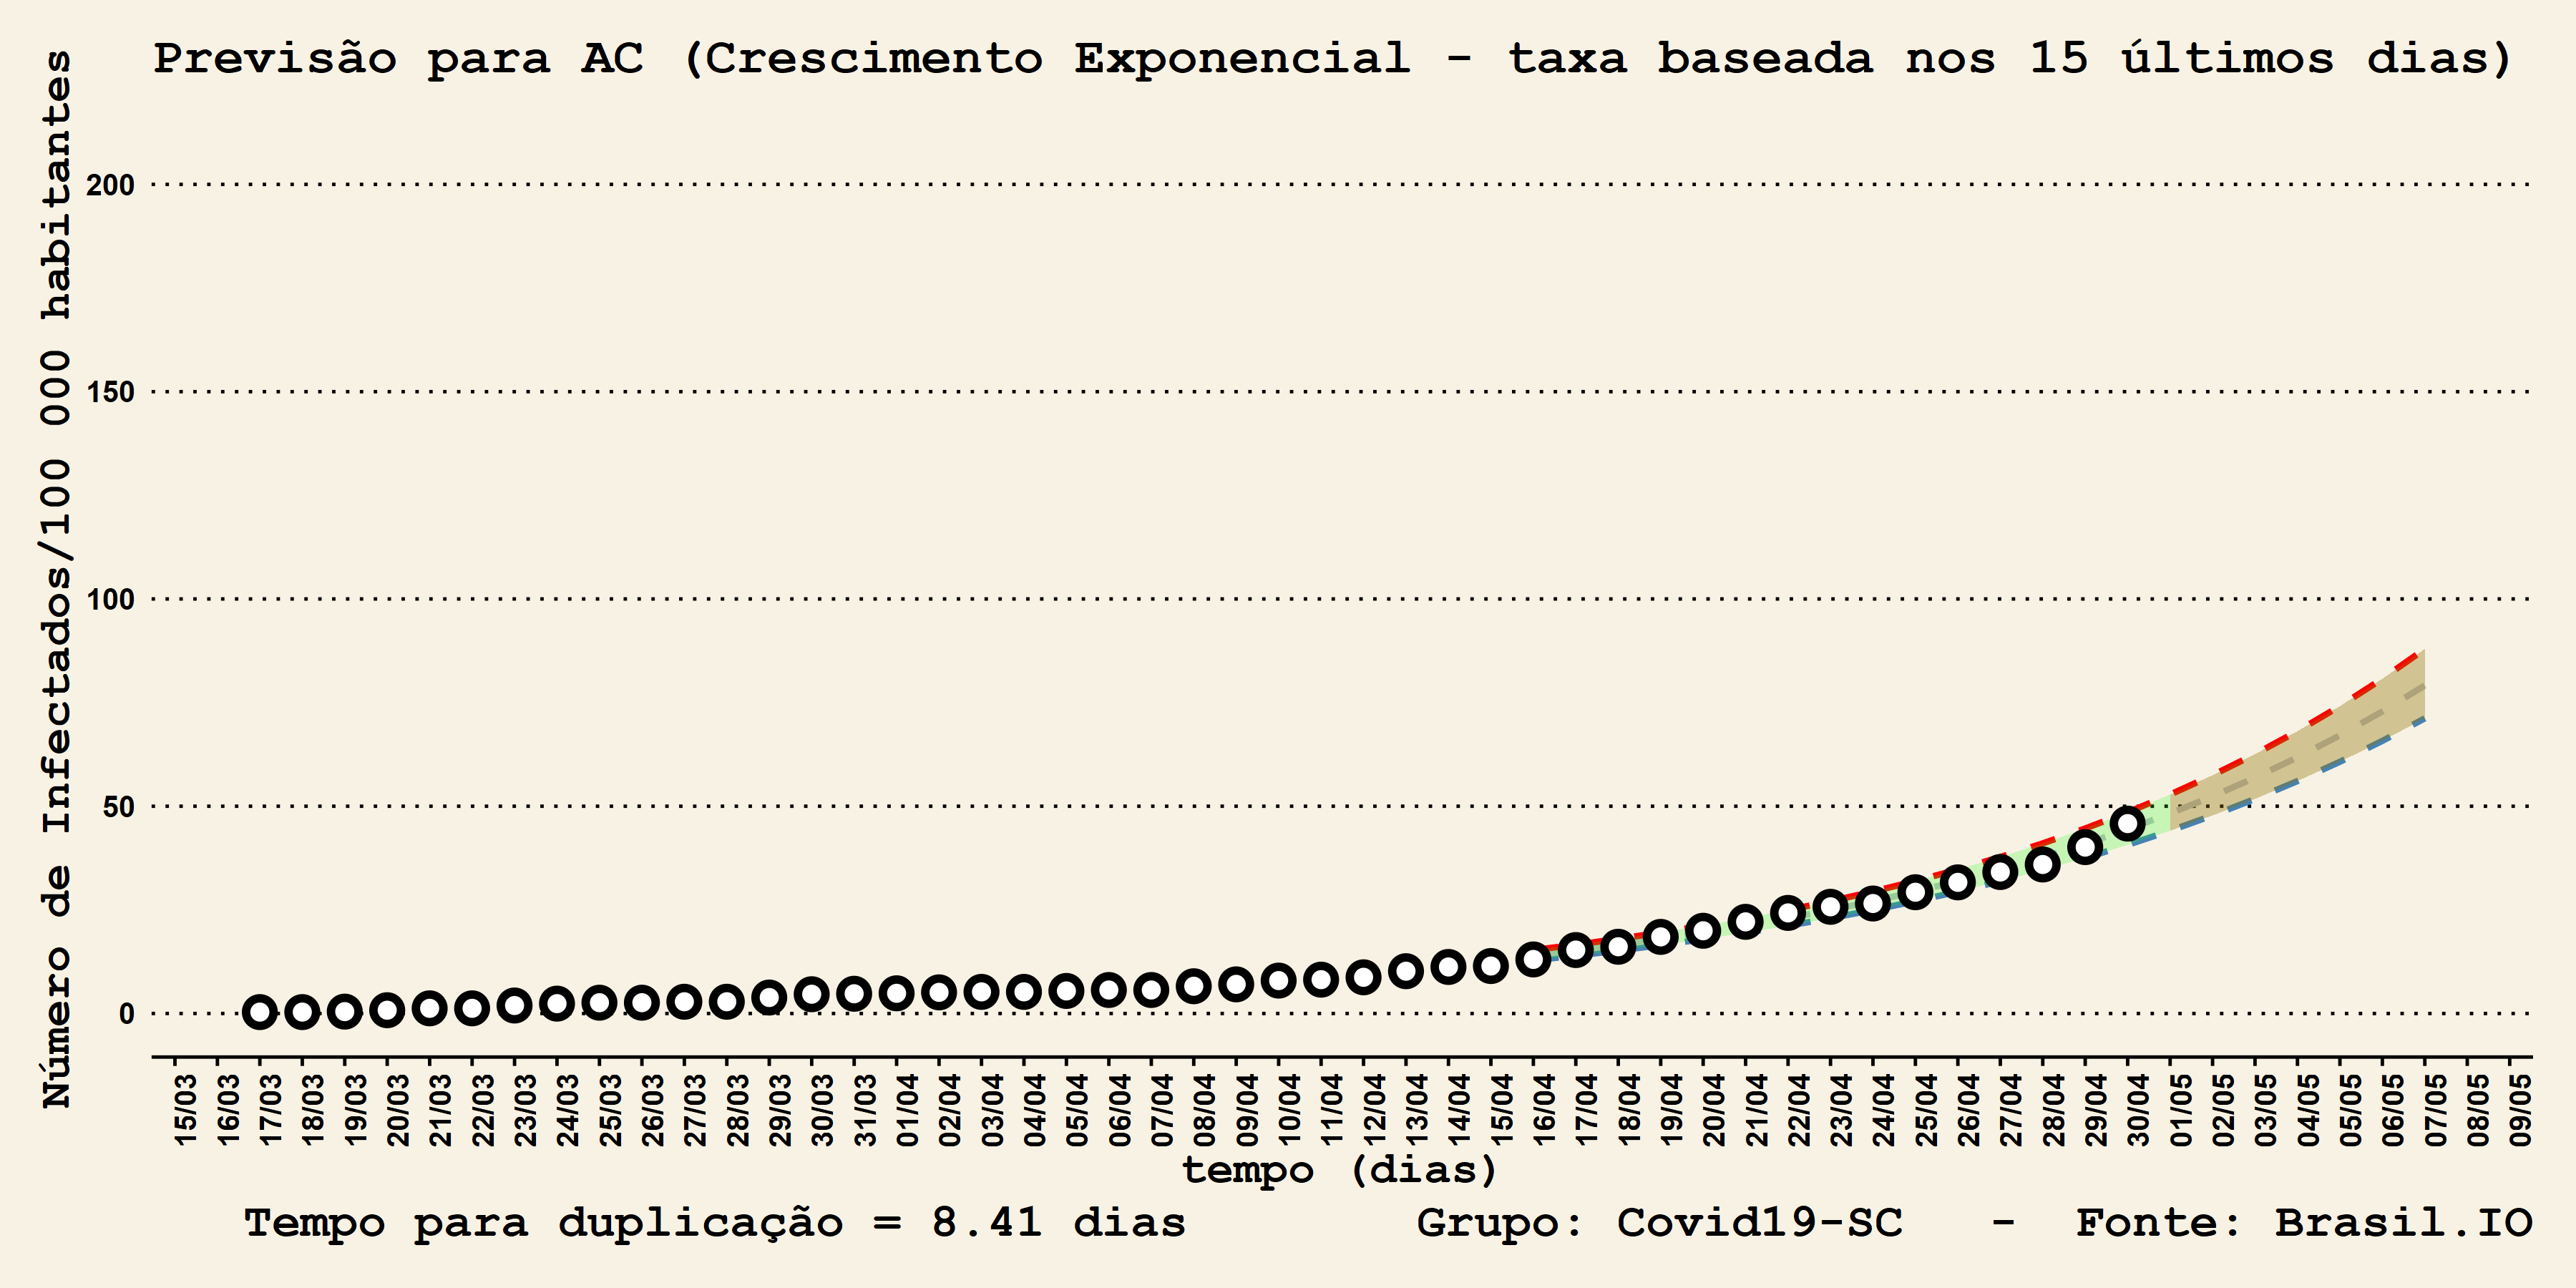 Previsão para AC (Crescimento Exponencial - taxa baseada nos 15 últimos dias)
Número de Infectados/100 000 habitantes
200
150
100
50
0
15/03 16/03 17/03 18/03 19/03 20/03 21/03 22/03 23/03 24/03 25/03 26/03 27/03 28/03 29/03 30/03 31/03 01/04 02/04 03/04 04/04 05/04 06/04 07/04 08/04 09/04 10/04 11/04 12/04 13/04 14/04 15/04 16/04 17/04 18/04 19/04 20/04 21/04 22/04 23/04 24/04 25/04 26/04 27/04 28/04 29/04 30/04 01/05 02/05 03/05 04/05 05/05 06/05 07/05 08/05 09/05
tempo (dias)
Tempo para duplicação = 8.41 dias Grupo: Covid19-SC - Fonte: Brasil.IO